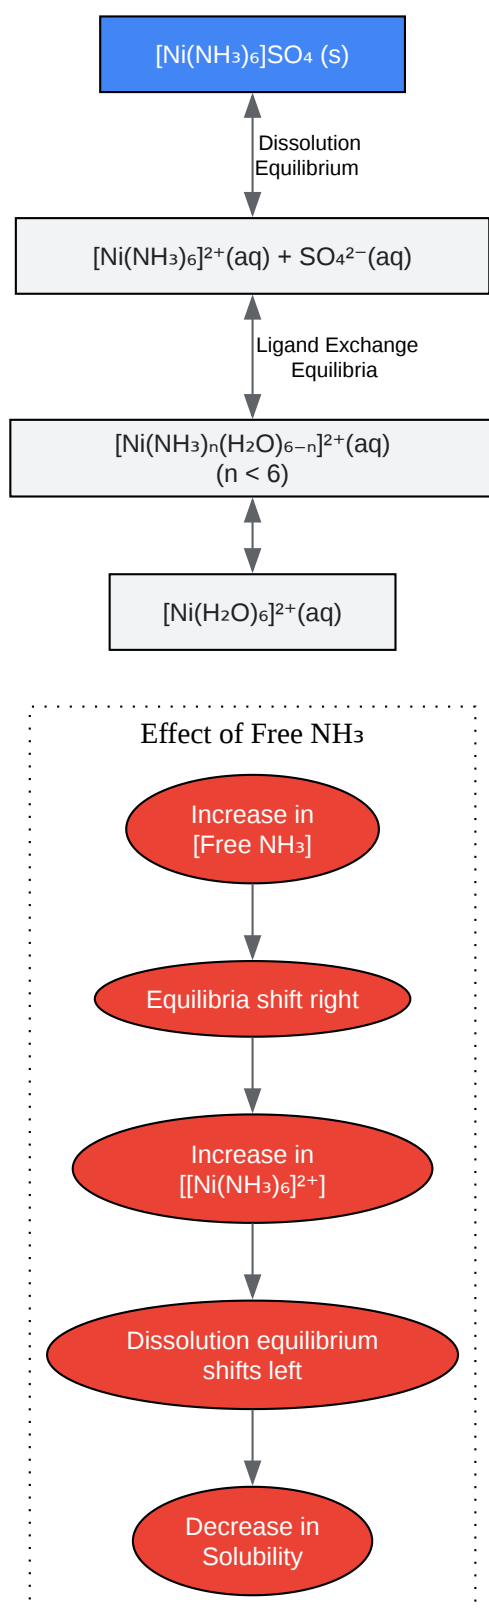 [Ni(NH₃)₆]SO₄ (s)
Dissolution
Equilibrium
[Ni(NH₃)₆]²⁺(aq) + SO₄²⁻(aq)
Ligand Exchange
Equilibria
[Ni(NH₃)ₙ(H₂O)₆₋ₙ]²⁺(aq)
(n < 6)
[Ni(H₂O)₆]²⁺(aq)
Effect of Free NH₃
Increase in
[Free NH₃]
Equilibria shift right
Increase in
[[Ni(NH₃)₆]²⁺]
Dissolution equilibrium
shifts left
Decrease in
Solubility